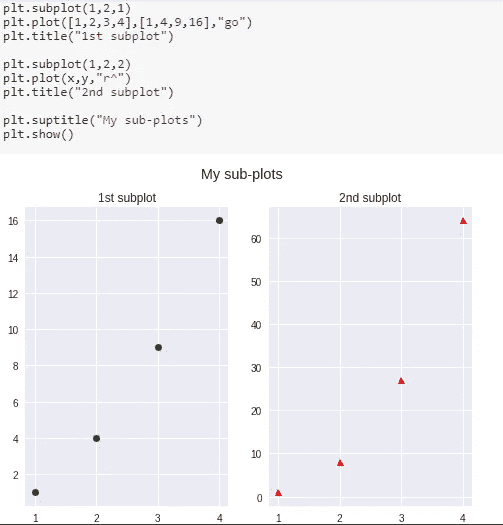 plt.subplot(1,2,1)
plt.plot([1,2,3,4],[1,4,9,16],"go")
plt.title("1st subplot")
plt.subplot(1,2,2)
plt.plot(x,y,"r^")
plt.title("2nd subplot")
plt.suptitle("My sub-plots")
plt.show()
My sub-plots
1st subplot
16
14
12
10
8
6
4
2
1 2 3 4
2nd subplot
60
50
40
30
20
10
0
1 2 3 4